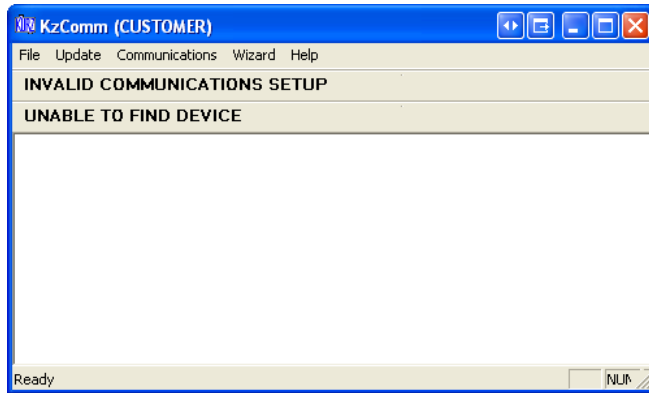 KzComm (CUSTOMER)
File Update Communications Wizard Help
INVALID COMMUNICATIONS SETUP
UNABLE TO FIND DEVICE
Ready